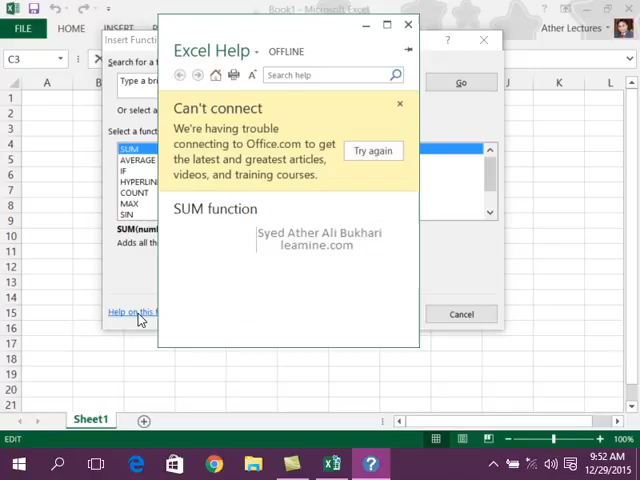 Book1 - Microsoft Excel
FILE
HOME
INSERT
Ather Lectures
Insert Functi
C3
Search for a f
Type a bri
Go
Or select a
Select a functi
SUM
AVERAGE
IF
HYPERLIN
COUNT
MAX
SIN
SUM(num
Adds all the
Help on this f
Cancel
Excel Help
OFFLINE
A
Search help
Can't connect
We're having trouble
connecting to Office.com to get
the latest and greatest articles,
videos, and training courses.
Try again
SUM function
Syed Ather Ali Bukhari
leamine.com
A
B
J
K
L
1
2
3
4
5
6
7
8
9
10
11
12
13
14
15
16
17
18
19
20
21
Sheet1
EDIT
100%
9:52 AM
12/29/2015